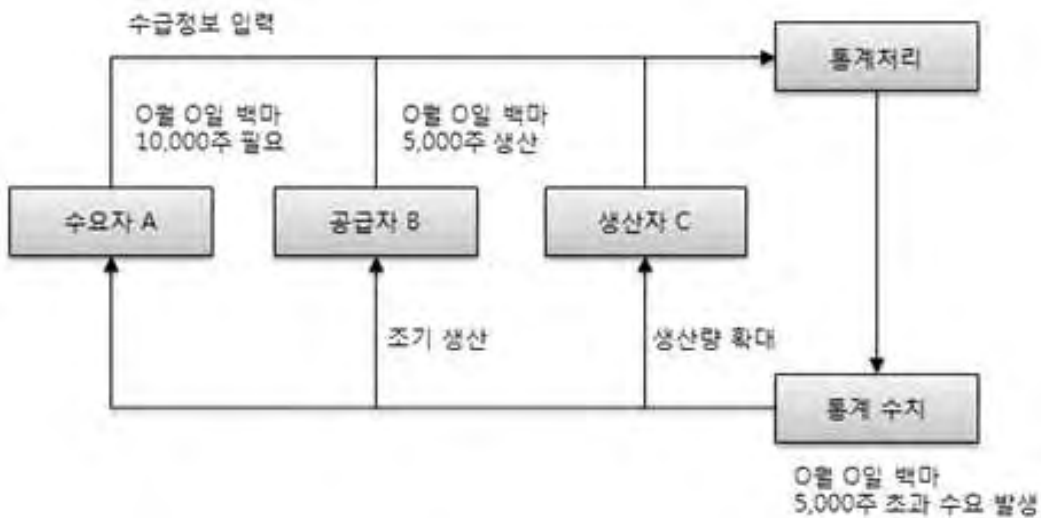 수급정보 입력
통계처리
O월 O일 백마
10,000주 필요
O월 O일 백마
5,000주 생산
수요자 A
공급자 B
생산자 C
조기 생산
생산량 확대
통계 수치
O월 O일 백마
5,000주 초과 수요 발생